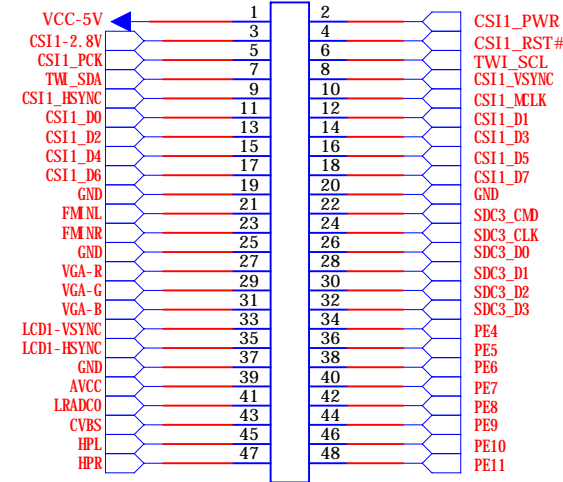 VCC-5V 1 2 CSI1_PWR
CSI1-2.8V 3 4 CSI1_RST#
CSI1_PCK 5 6 TWI_SCL
TWI_SDA 7 8 CSI1_VSYNC
CSI1_HSYNC 9 10 CSI1_MCLK
CSI1_D0 11 12 CSI1_D1
CSI1_D2 13 14 CSI1_D3
CSI1_D4 15 16 CSI1_D5
CSI1_D6 17 18 CSI1_D7
GND 19 20 GND
FMINL 21 22 SDC3_CMD
FMINR 23 24 SDC3_CLK
GND 25 26 SDC3_D0
VGA-R 27 28 SDC3_D1
VGA-G 29 30 SDC3_D2
VGA-B 31 32 SDC3_D3
LCD1-VSYNC 33 34 PE4
LCD1-HSYNC 35 36 PE5
GND 37 38 PE6
AVCC 39 40 PE7
LRADC0 41 42 PE8
CVBS 43 44 PE9
HPL 45 46 PE10
HPR 47 48 PE11